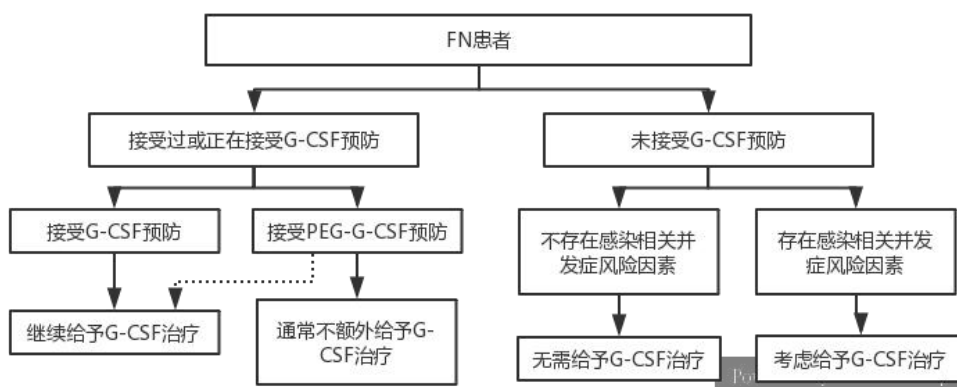 FN患者
接受过或正在接受G-CSF预防
未接受G-CSF预防
接受G-CSF预防
接受PEG-G-CSF预防
不存在感染相关并
发症风险因素
存在感染相关并发
症风险因素
继续给予G-CSF治疗
通常不额外给予G-
CSF治疗
无需给予G-CSF治疗
考虑给予G-CSF治疗